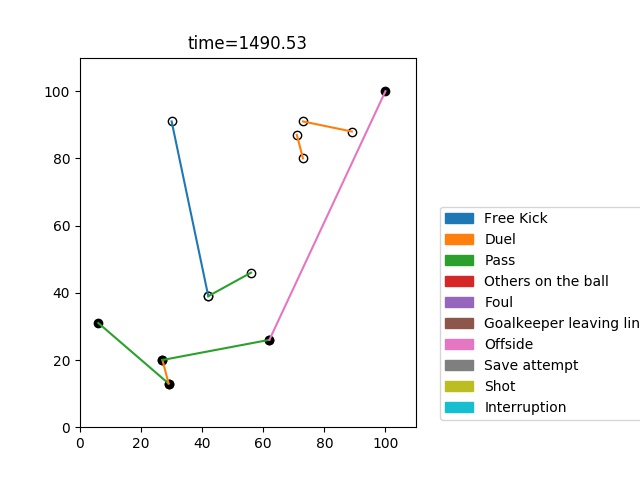 time=1490.53
100
80
60
40
20
0
0 20 40 60 80 100
Free Kick
Duel
Pass
Others on the ball
Foul
Goalkeeper leaving lin
Offside
Save attempt
Shot
Interruption